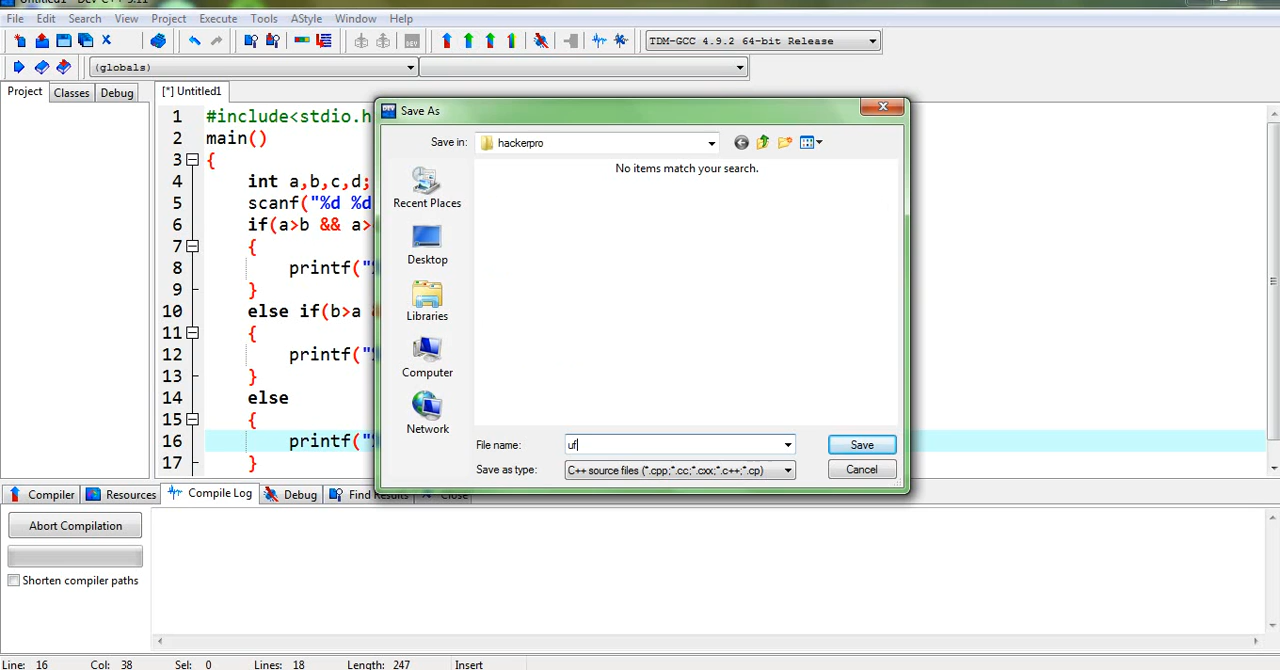 Untitled1 - Dev-C++ 5.11
File Edit Search View Project Execute Tools AStyle Window Help
TDM-GCC 4.9.2 64-bit Release
(globals)
Project Classes Debug
[*] Untitled1
1 #include<stdio.h
2 main()
3 {
4 int a,b,c,d;
5 scanf("%d %d
6 if(a>b && a>
7 {
8 printf("
9 }
10 else if(b>a
11 {
12 printf("
13 }
14 else
15 {
16 printf("
17 }
DEV
Save As
Save in: hackerpro
No items match your search.
Recent Places
Desktop
Libraries
Computer
Network
File name: uf
Save
Save as type: C++ source files (*.cpp;*.cc;*.cxx;*.c++;*.cp)
Cancel
Compiler Resources Compile Log Debug Find Results Close
Abort Compilation
Shorten compiler paths
Line: 16 Col: 38 Sel: 0 Lines: 18 Length: 247 Insert